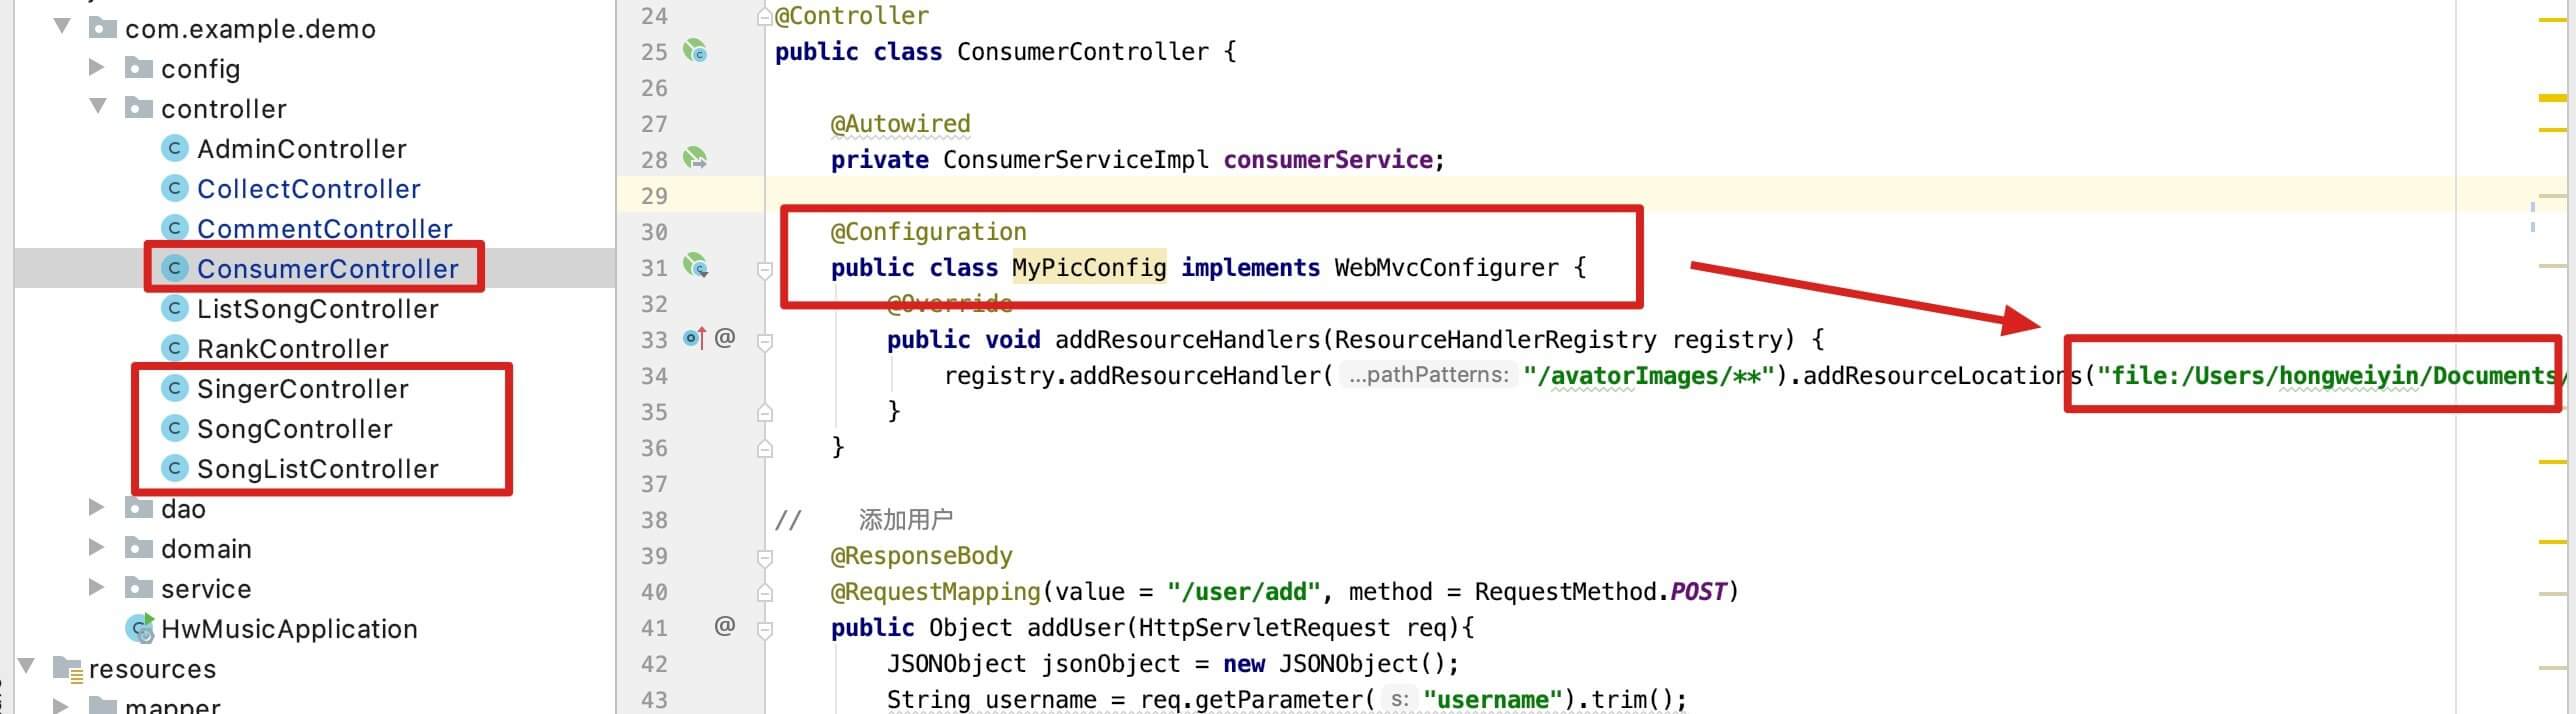 com.example.demo
config
controller
AdminController
CollectController
CommentController
ConsumerController
ListSongController
RankController
SingerController
SongController
SongListController
dao
domain
service
HwMusicApplication
resources
mapper
24 @Controller
25 public class ConsumerController {
26
27 @Autowired
28 private ConsumerServiceImpl consumerService;
29
30 @Configuration
31 public class MyPicConfig implements WebMvcConfigurer {
32 @Override
33 @ public void addResourceHandlers(ResourceHandlerRegistry registry) {
34 registry.addResourceHandler( ...pathPatterns: "/avatorImages/**").addResourceLocations("file:/Users/hongweiyin/Documents/
35 }
36 }
37
38 // 添加用户
39 @ResponseBody
40 @RequestMapping(value = "/user/add", method = RequestMethod.POST)
41 @ public Object addUser(HttpServletRequest req){
42 JSONObject jsonObject = new JSONObject();
43 String username = req.getParameter( s: "username").trim();